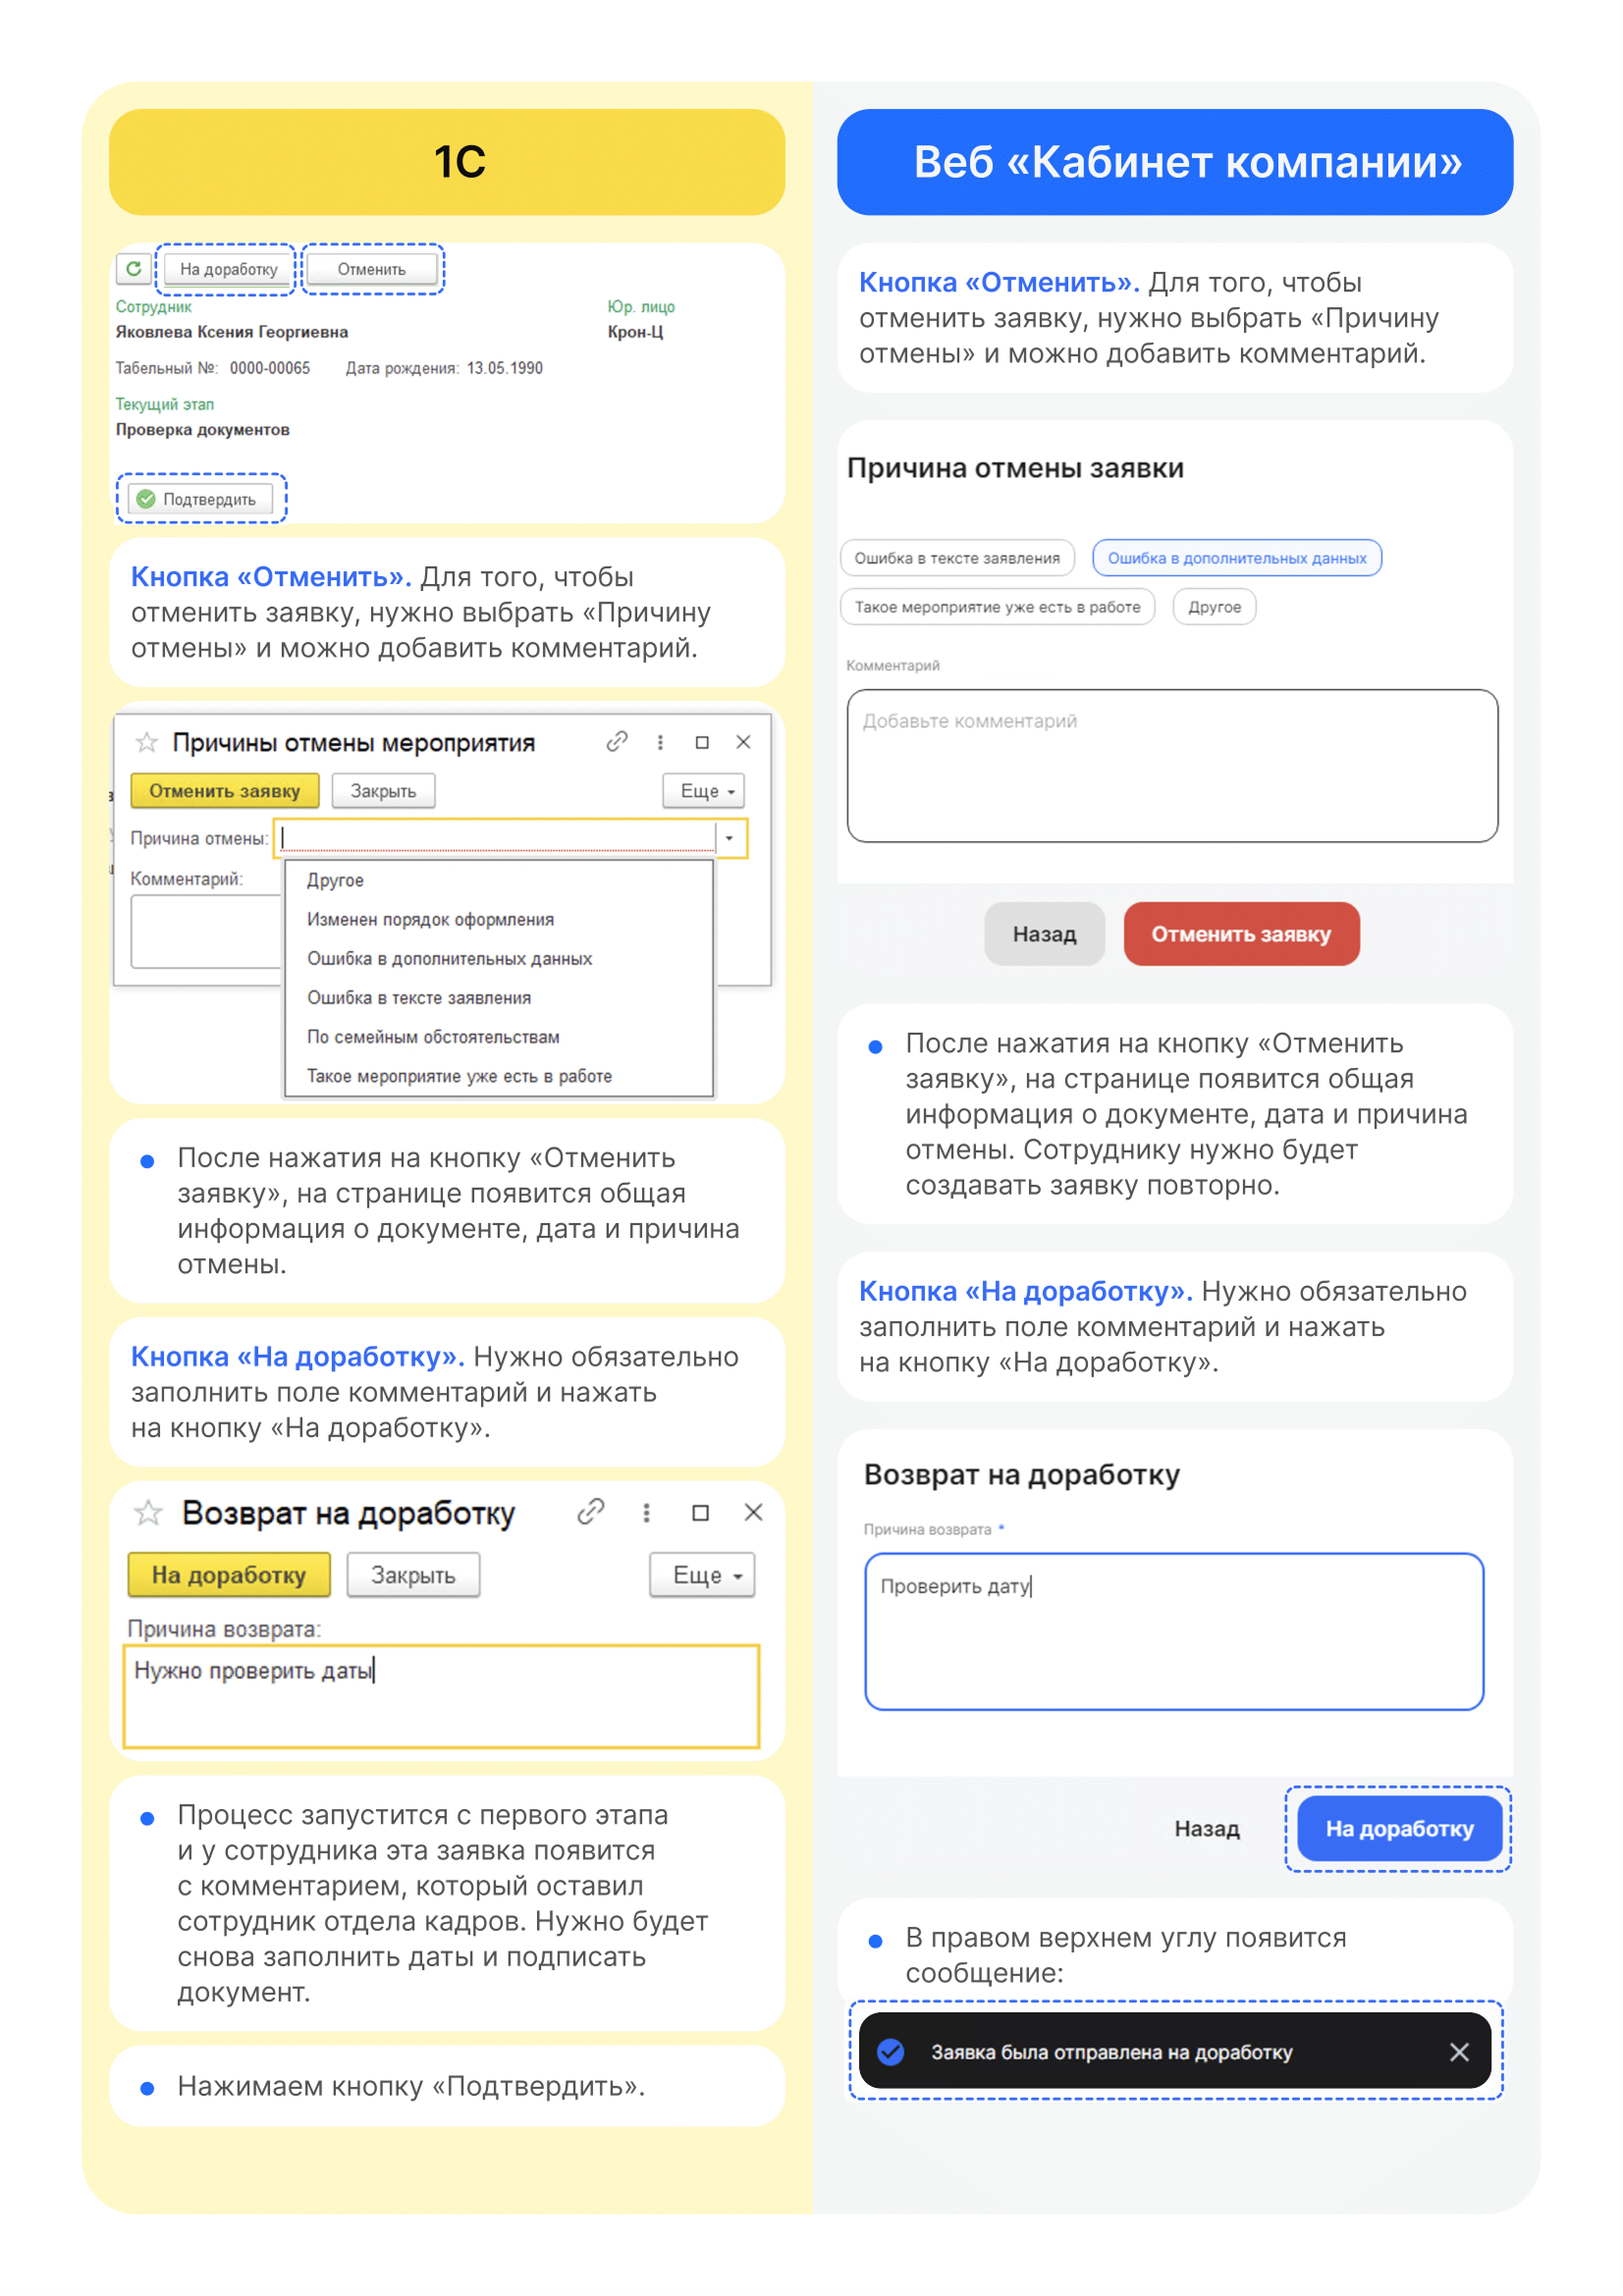 1С
На доработку
Отменить
Сотрудник
Юр. лицо
Яковлева Ксения Георгиевна
Крон-Ц
Табельный №: 0000-00065 Дата рождения: 13.05.1990
Текущий этап
Проверка документов
Подтвердить
Кнопка «Отменить». Для того, чтобы
отменить заявку, нужно выбрать «Причину
отмены» и можно добавить комментарий.
Причины отмены мероприятия
Отменить заявку
Закрыть
Еще
Причина отмены:
Комментарий:
Другое
Изменен порядок оформления
Ошибка в дополнительных данных
Ошибка в тексте заявления
По семейным обстоятельствам
Такое мероприятие уже есть в работе
После нажатия на кнопку «Отменить
заявку», на странице появится общая
информация о документе, дата и причина
отмены.
Кнопка «На доработку». Нужно обязательно
заполнить поле комментарий и нажать
на кнопку «На доработку».
Возврат на доработку
На доработку
Закрыть
Еще
Причина возврата:
Нужно проверить даты
Процесс запустится с первого этапа
и у сотрудника эта заявка появится
с комментарием, который оставил
сотрудник отдела кадров. Нужно будет
снова заполнить даты и подписать
документ.
Нажимаем кнопку «Подтвердить».
Веб «Кабинет компании»
Кнопка «Отменить». Для того, чтобы
отменить заявку, нужно выбрать «Причину
отмены» и можно добавить комментарий.
Причина отмены заявки
Ошибка в тексте заявления
Ошибка в дополнительных данных
Такое мероприятие уже есть в работе
Другое
Комментарий
Добавьте комментарий
Назад
Отменить заявку
После нажатия на кнопку «Отменить
заявку», на странице появится общая
информация о документе, дата и причина
отмены. Сотруднику нужно будет
создавать заявку повторно.
Кнопка «На доработку». Нужно обязательно
заполнить поле комментарий и нажать
на кнопку «На доработку».
Возврат на доработку
Причина возврата *
Проверить дату
Назад
На доработку
В правом верхнем углу появится
сообщение:
Заявка была отправлена на доработку